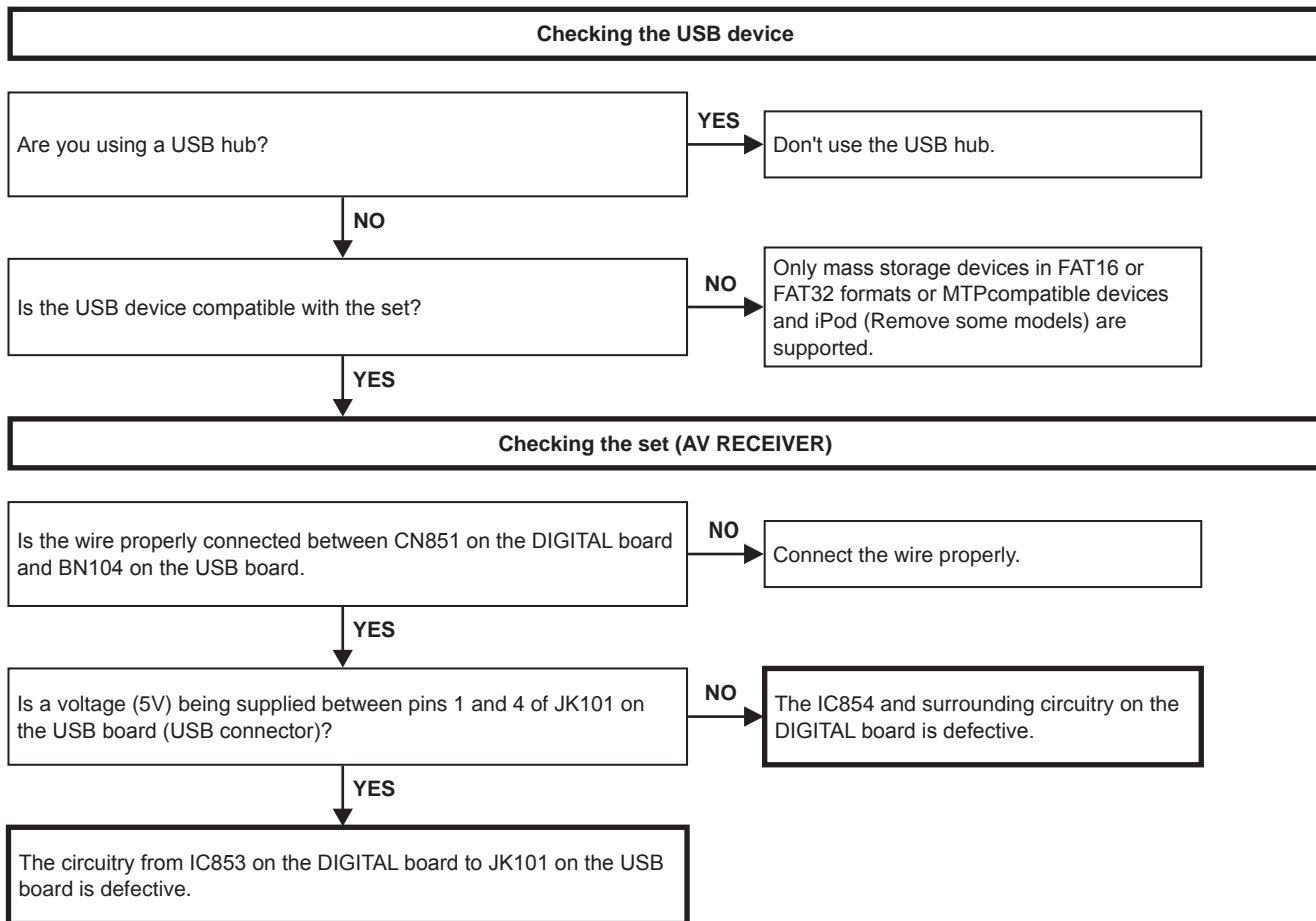 Checking the USB device
Are you using a USB hub?
YES
Don't use the USB hub.
NO
Is the USB device compatible with the set?
NO
Only mass storage devices in FAT16 or
FAT32 formats or MTPcompatible devices
and iPod (Remove some models) are
supported.
YES
Checking the set (AV RECEIVER)
Is the wire properly connected between CN851 on the DIGITAL board
and BN104 on the USB board.
NO
Connect the wire properly.
YES
Is a voltage (5V) being supplied between pins 1 and 4 of JK101 on
the USB board (USB connector)?
NO
The IC854 and surrounding circuitry on the
DIGITAL board is defective.
YES
The circuitry from IC853 on the DIGITAL board to JK101 on the USB
board is defective.